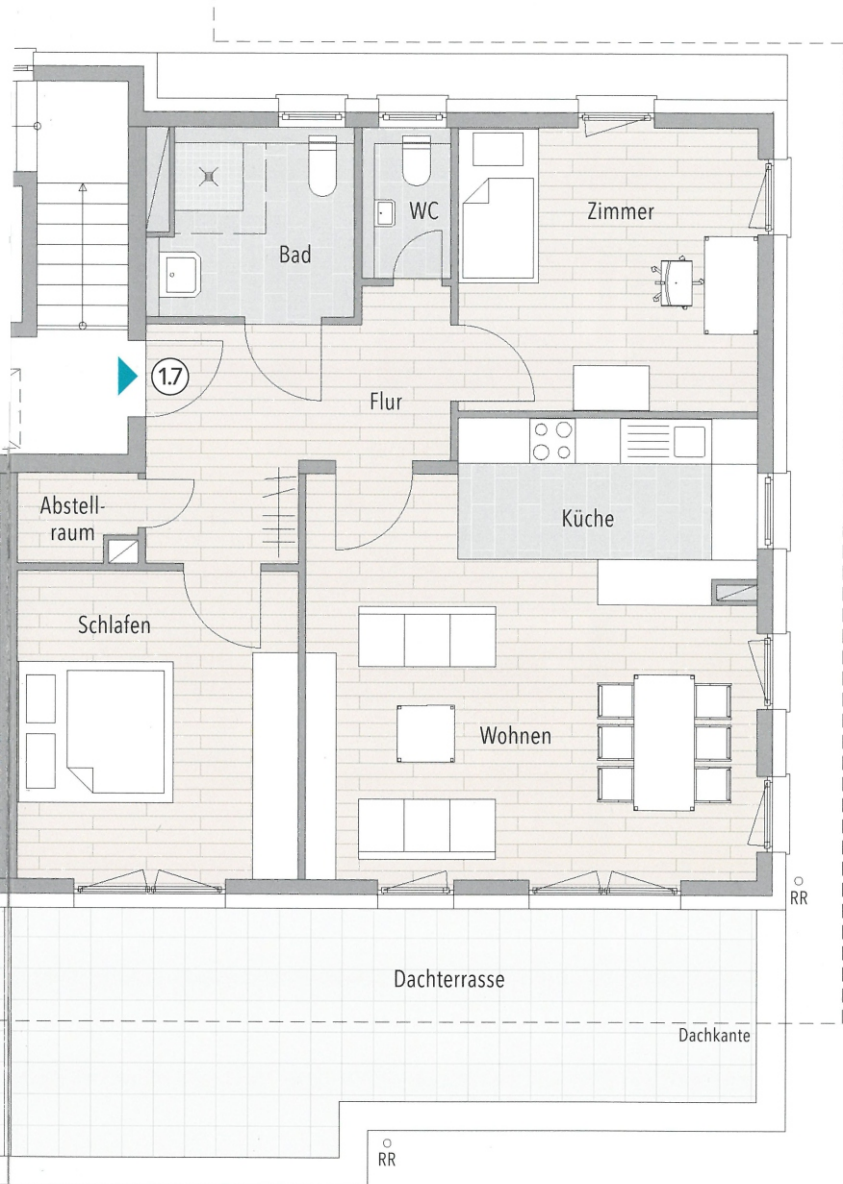 WC
Zimmer
Bad
1.7
Flur
Abstell-
raum
Küche
Schlafen
Wohnen
RR
Dachterrasse
Dachkante
RR